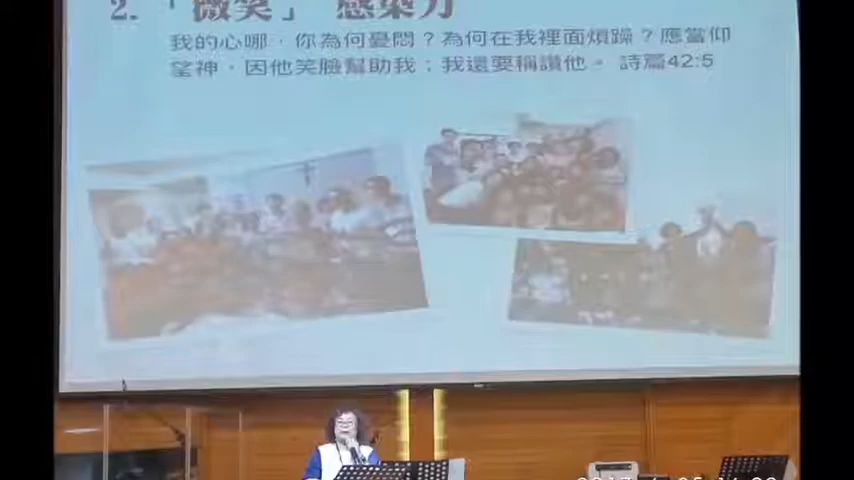 2. 「微笑」 感染力
我的心哪，你為何憂悶？為何在我裡面煩躁？應當仰
望神，因他笑臉幫助我；我還要稱讚他。 詩篇42:5